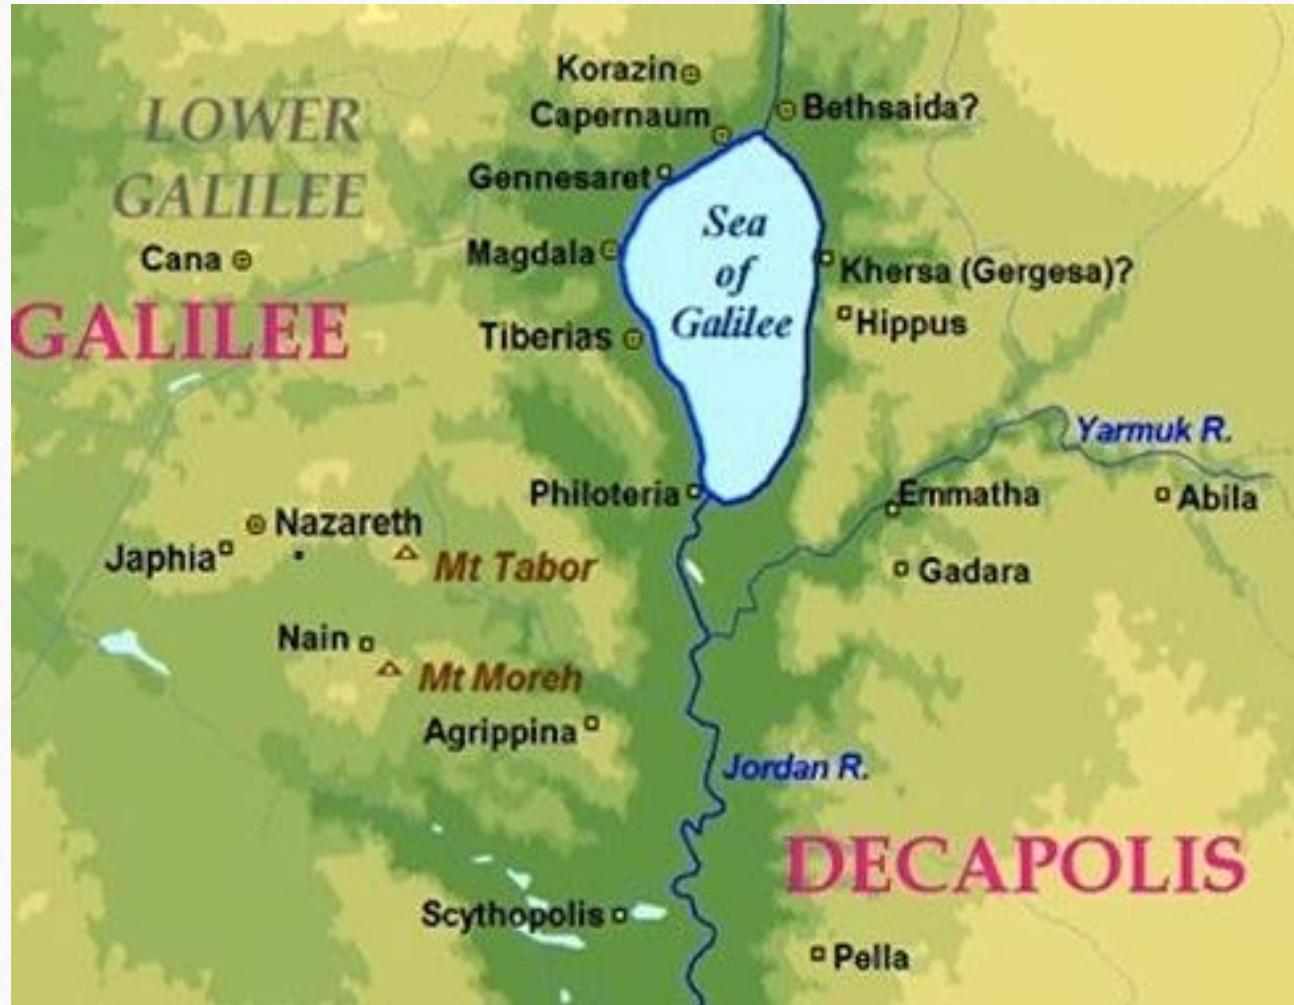 Korazin
Capernaum
Bethsaida?
LOWER
GALILEE
Gennesaret
Sea
of
Galilee
Magdala
Cana
Khersa (Gergesa)?
GALILEE
Hippus
Tiberias
Yarmuk R.
Philoteria
Emmatha
Abila
Nazareth
Japhia
Mt Tabor
Gadara
Nain
Mt Moreh
Agrippina
Jordan R.
DECAPOLIS
Scythopolis
Pella